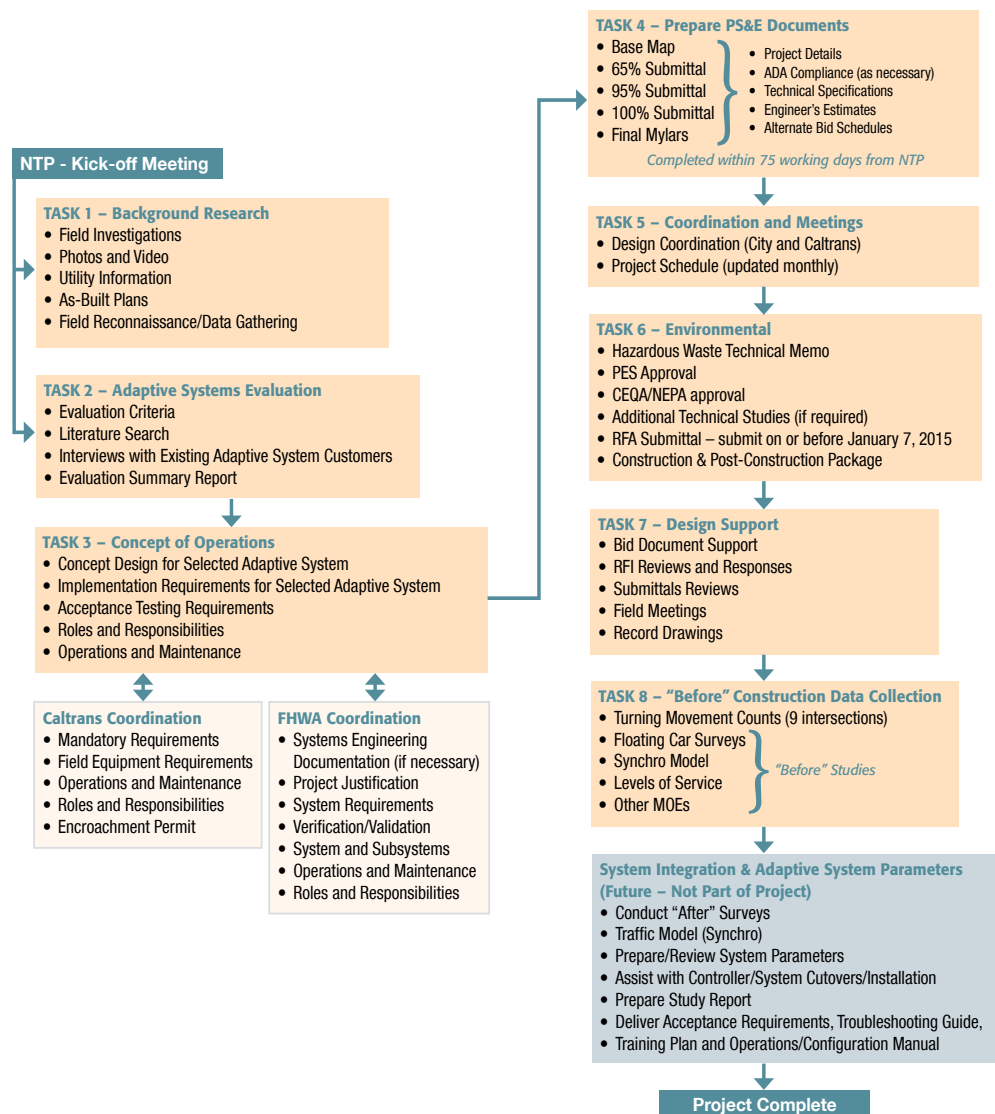 NTP - Kick-off Meeting
TASK 1 – Background Research
• Field Investigations
• Photos and Video
• Utility Information
• As-Built Plans
• Field Reconnaissance/Data Gathering
TASK 2 – Adaptive Systems Evaluation
• Evaluation Criteria
• Literature Search
• Interviews with Existing Adaptive System Customers
• Evaluation Summary Report
TASK 3 – Concept of Operations
• Concept Design for Selected Adaptive System
• Implementation Requirements for Selected Adaptive System
• Acceptance Testing Requirements
• Roles and Responsibilities
• Operations and Maintenance
Caltrans Coordination
• Mandatory Requirements
• Field Equipment Requirements
• Operations and Maintenance
• Roles and Responsibilities
• Encroachment Permit
FHWA Coordination
• Systems Engineering
Documentation (if necessary)
• Project Justification
• System Requirements
• Verification/Validation
• System and Subsystems
• Operations and Maintenance
• Roles and Responsibilities
TASK 4 – Prepare PS&E Documents
• Base Map
• 65% Submittal
• 95% Submittal
• 100% Submittal
• Final Mylars
• Project Details
• ADA Compliance (as necessary)
• Technical Specifications
• Engineer's Estimates
• Alternate Bid Schedules
Completed within 75 working days from NTP
TASK 5 – Coordination and Meetings
• Design Coordination (City and Caltrans)
• Project Schedule (updated monthly)
TASK 6 – Environmental
• Hazardous Waste Technical Memo
• PES Approval
• CEQA/NEPA approval
• Additional Technical Studies (if required)
• RFA Submittal – submit on or before January 7, 2015
• Construction & Post-Construction Package
TASK 7 – Design Support
• Bid Document Support
• RFI Reviews and Responses
• Submittals Reviews
• Field Meetings
• Record Drawings
TASK 8 – “Before” Construction Data Collection
• Turning Movement Counts (9 intersections)
• Floating Car Surveys
• Synchro Model
• Levels of Service
• Other MOEs
“Before” Studies
System Integration & Adaptive System Parameters
(Future – Not Part of Project)
• Conduct “After” Surveys
• Traffic Model (Synchro)
• Prepare/Review System Parameters
• Assist with Controller/System Cutovers/Installation
• Prepare Study Report
• Deliver Acceptance Requirements, Troubleshooting Guide,
• Training Plan and Operations/Configuration Manual
Project Complete